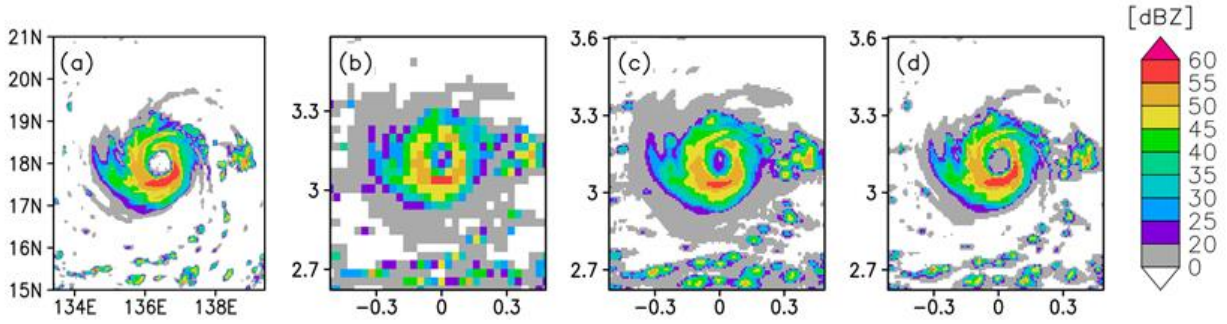 [dBZ]
(a)
21N
20N
19N
18N
17N
16N
15N
134E 136E 138E
(b)
3.3
3
2.7
−0.3 0 0.3
(c)
3.6
3.3
3
2.7
−0.3 0 0.3
(d)
3.6
3.3
3
2.7
−0.3 0 0.3
60
55
50
45
40
35
30
25
20
0